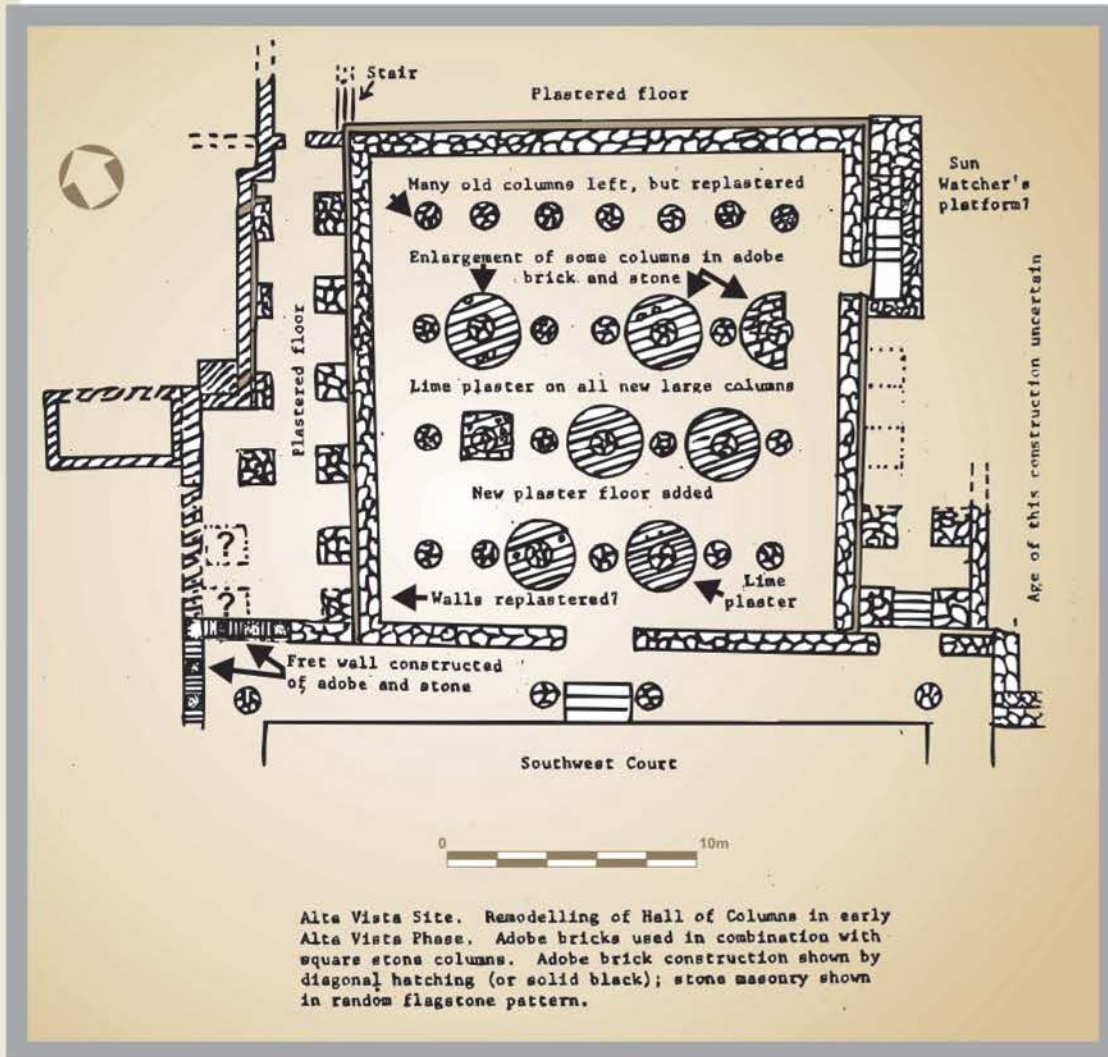 Stair
Plastered floor
Sun
Watcher's
platform?
Many old columns left, but replastered
Enlargement of some columns in adobe
brick and stone
Plastered floor
Age of this construction uncertain
Lime plaster on all new large columns
New plaster floor added
?
?
Walls replastered?
Lime
plaster
Fret wall constructed
of adobe and stone
Southwest Court
0 10m
Alta Vista Site. Remodelling of Hall of Columns in early
Alta Vista Phase. Adobe bricks used in combination with
square stone columns. Adobe brick construction shown by
diagonal hatching (or solid black); stone masonry shown
in random flagstone pattern.